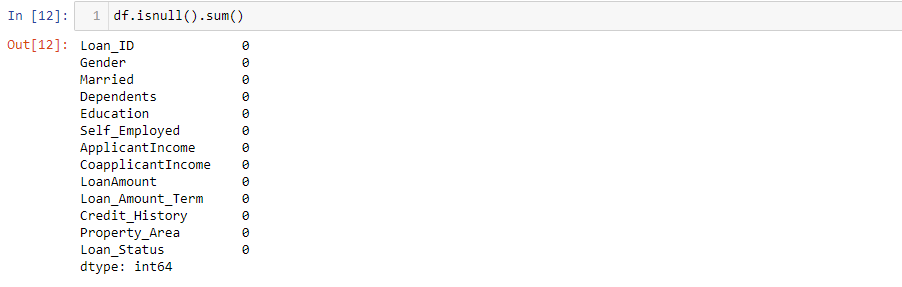 In [12]: 1 df.isnull().sum()
Out[12]: Loan_ID 0
Gender 0
Married 0
Dependents 0
Education 0
Self_Employed 0
ApplicantIncome 0
CoapplicantIncome 0
LoanAmount 0
Loan_Amount_Term 0
Credit_History 0
Property_Area 0
Loan_Status 0
dtype: int64